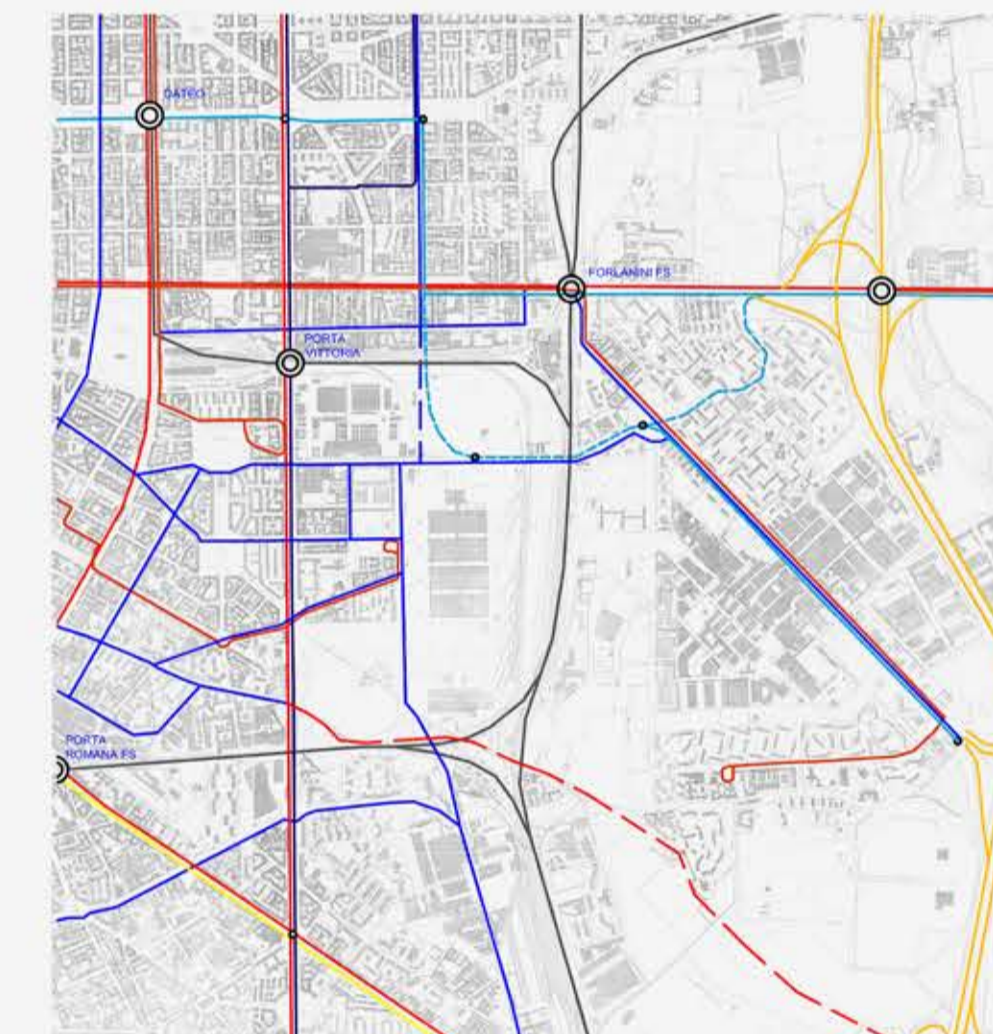 DATEO
FORLANINI FS
PORTA
VITTORIA
PORTA
ROMANA FS